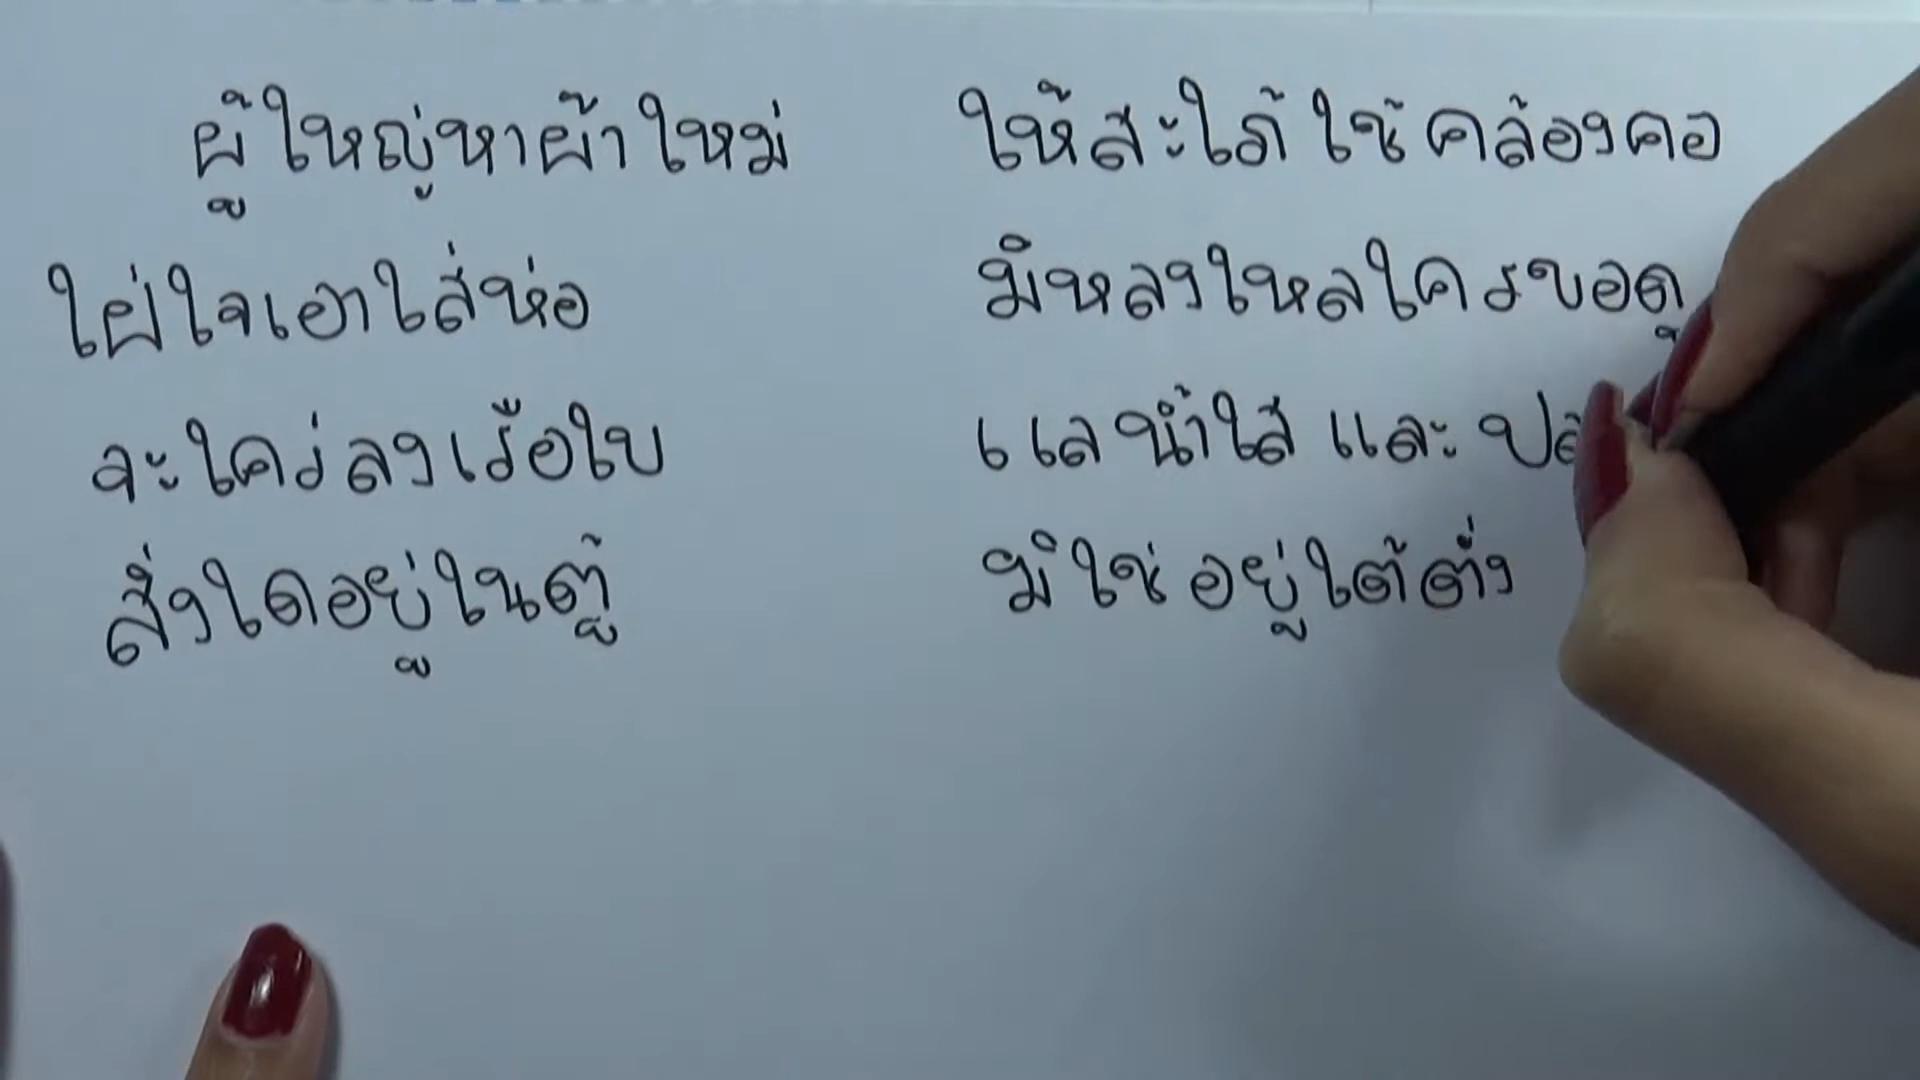 ผู้ใหญ่หาผ้าใหม่ ให้สะใภ้ใช้คล้องคอ
ใฝ่ใจเอาใส่ห่อ มิหลงใหลใครขอดู
จะใคร่ลงเรือใบ แลน้ำใสและ
สิ่งใดอยู่ในตู้ มิใช่อยู่ใต้ตั่ง